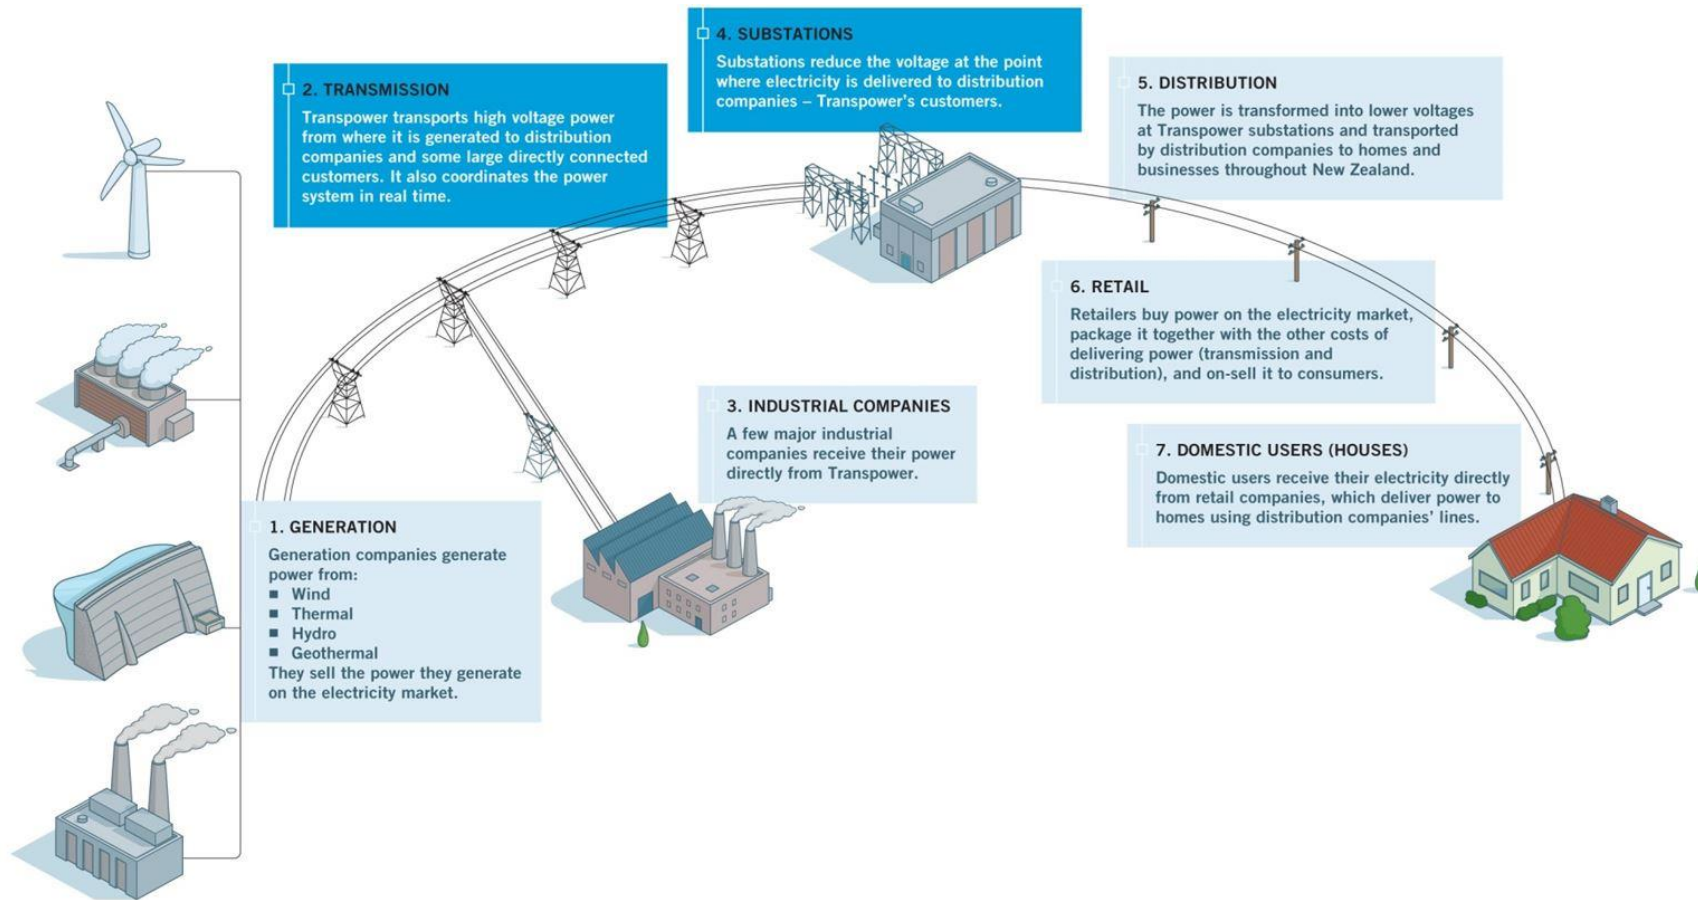 1. GENERATION
Generation companies generate
power from:
■ Wind
■ Thermal
■ Hydro
■ Geothermal
They sell the power they generate
on the electricity market.
2. TRANSMISSION
Transpower transports high voltage power
from where it is generated to distribution
companies and some large directly connected
customers. It also coordinates the power
system in real time.
3. INDUSTRIAL COMPANIES
A few major industrial
companies receive their power
directly from Transpower.
4. SUBSTATIONS
Substations reduce the voltage at the point
where electricity is delivered to distribution
companies – Transpower's customers.
5. DISTRIBUTION
The power is transformed into lower voltages
at Transpower substations and transported
by distribution companies to homes and
businesses throughout New Zealand.
6. RETAIL
Retailers buy power on the electricity market,
package it together with the other costs of
delivering power (transmission and
distribution), and on-sell it to consumers.
7. DOMESTIC USERS (HOUSES)
Domestic users receive their electricity directly
from retail companies, which deliver power to
homes using distribution companies' lines.